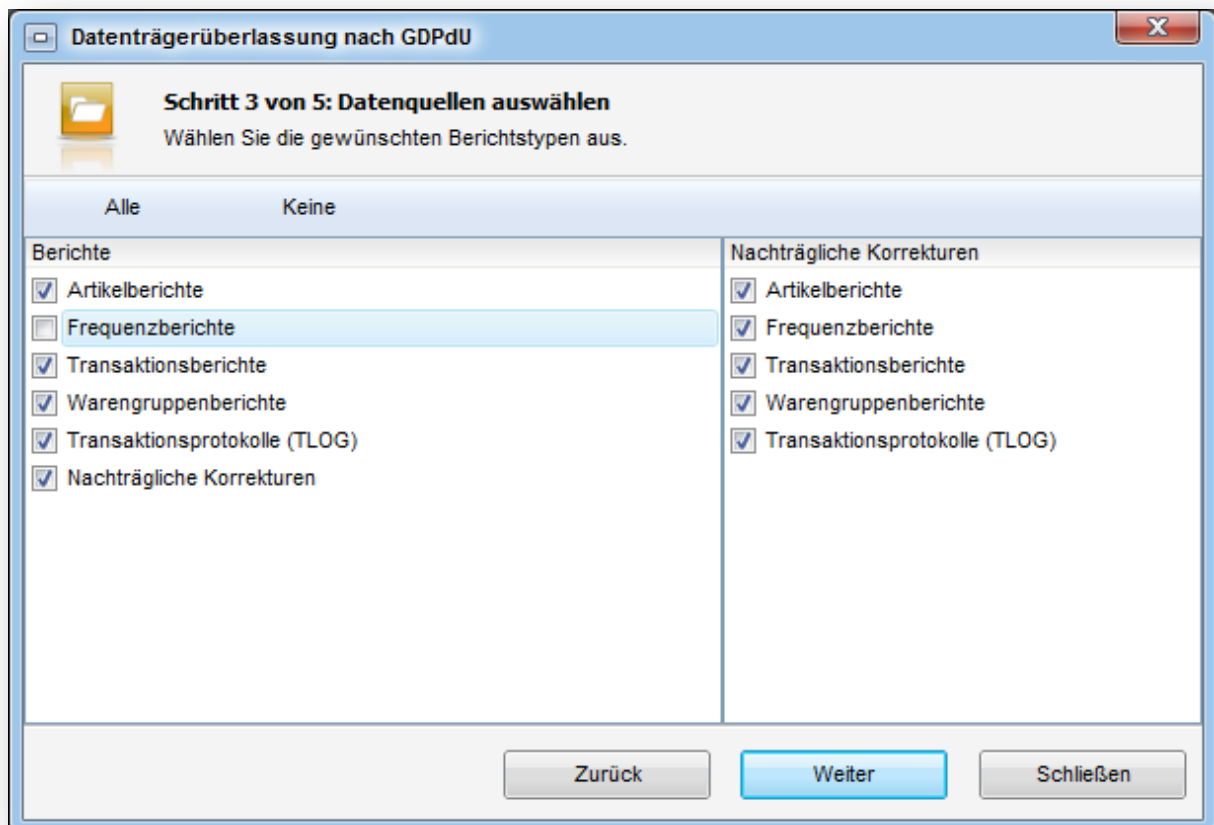 Datenträgerüberlassung nach GDPdU
Schritt 3 von 5: Datenquellen auswählen
Wählen Sie die gewünschten Berichtstypen aus.
Alle Keine
Berichte
Artikelberichte
Frequenzberichte
Transaktionsberichte
Warengruppenberichte
Transaktionsprotokolle (TLOG)
Nachträgliche Korrekturen
Nachträgliche Korrekturen
Artikelberichte
Frequenzberichte
Transaktionsberichte
Warengruppenberichte
Transaktionsprotokolle (TLOG)
Zurück Weiter Schließen